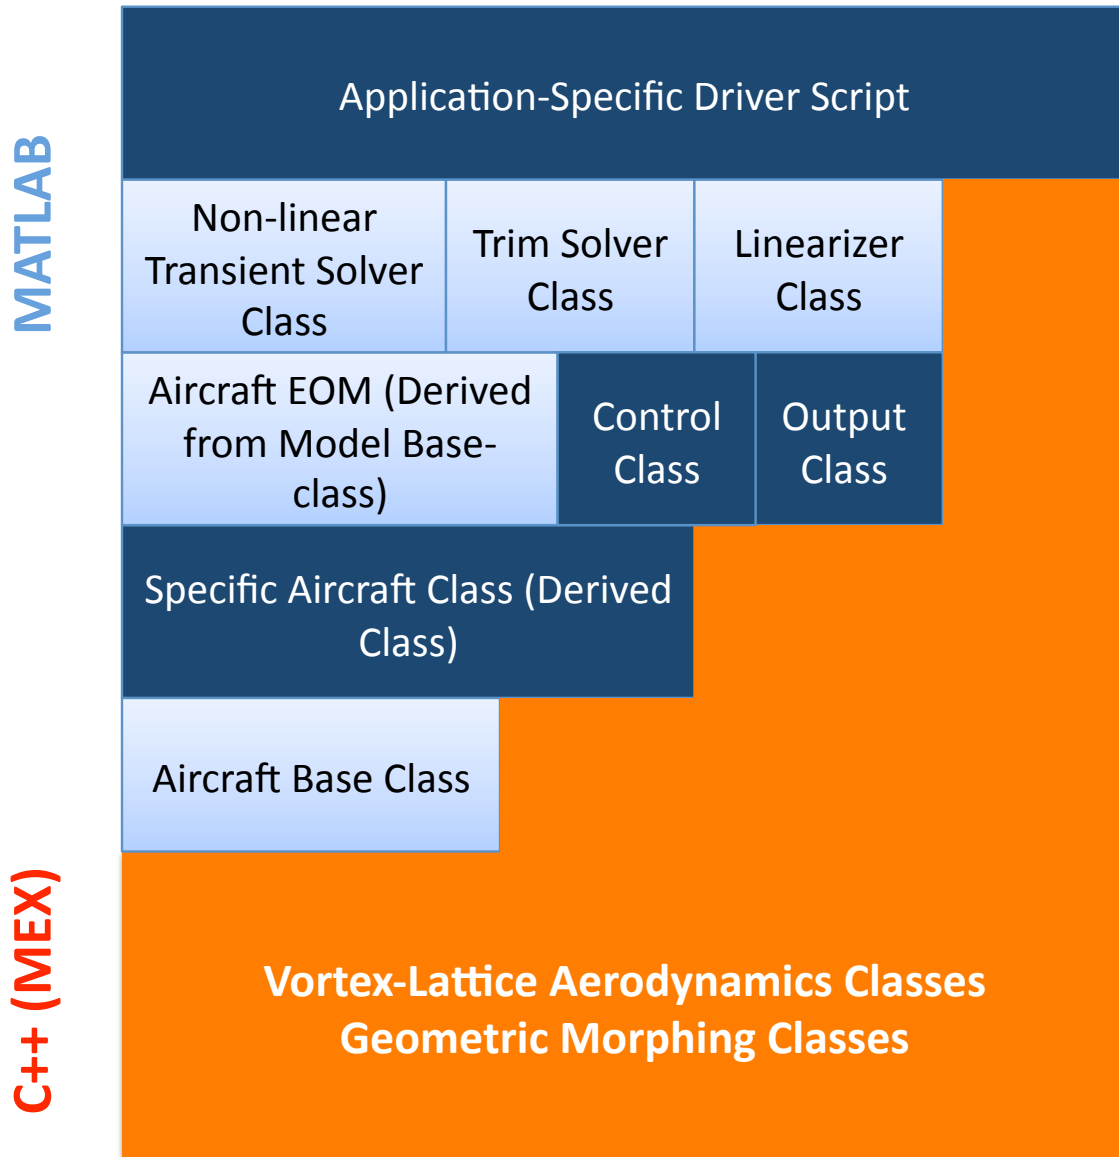 MATLAB
Application-Specific Driver Script
Non-linear
Transient Solver
Class
Trim Solver
Class
Linearizer
Class
Aircraft EOM (Derived
from Model Base-
class)
Control
Class
Output
Class
Specific Aircraft Class (Derived
Class)
Aircraft Base Class
C++ (MEX)
Vortex-Lattice Aerodynamics Classes
Geometric Morphing Classes